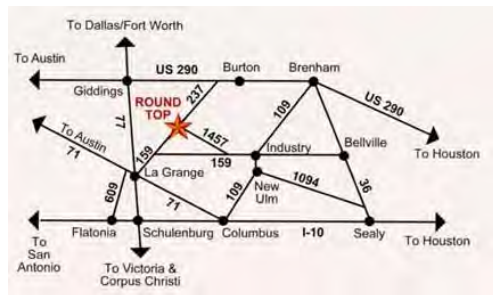 To Dallas/Fort Worth
To Austin
US 290
Burton
Brenham
Giddings
237
ROUND
TOP
77
109
US 290
To Austin
71
1457
Industry
Bellville
To Houston
159
159
La Grange
609
71
109
New
Ulm
1094
36
Flatonia
Schulenburg
Columbus
I-10
Sealy
To
San
Antonio
To Houston
To Victoria &
Corpus Christi